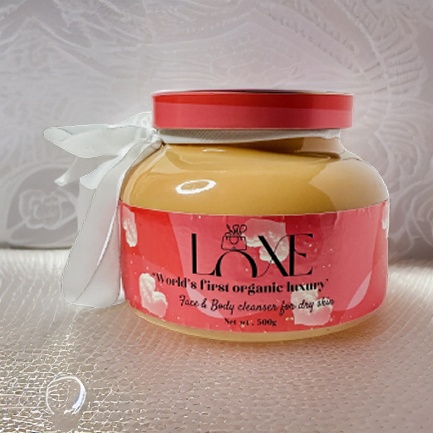 LOXE
'World's first organic luxury'
Face & Body cleanser for dry skin
Net wt . 500g